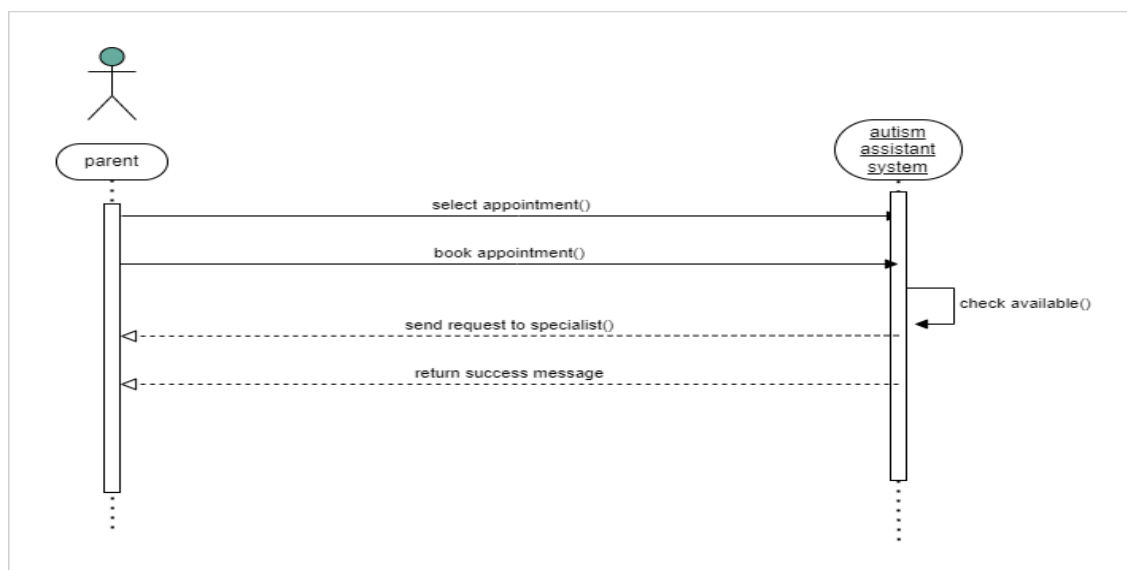 parent
autism
assistant
system
select appointment()
book appointment()
check available()
send request to specialist()
return success message